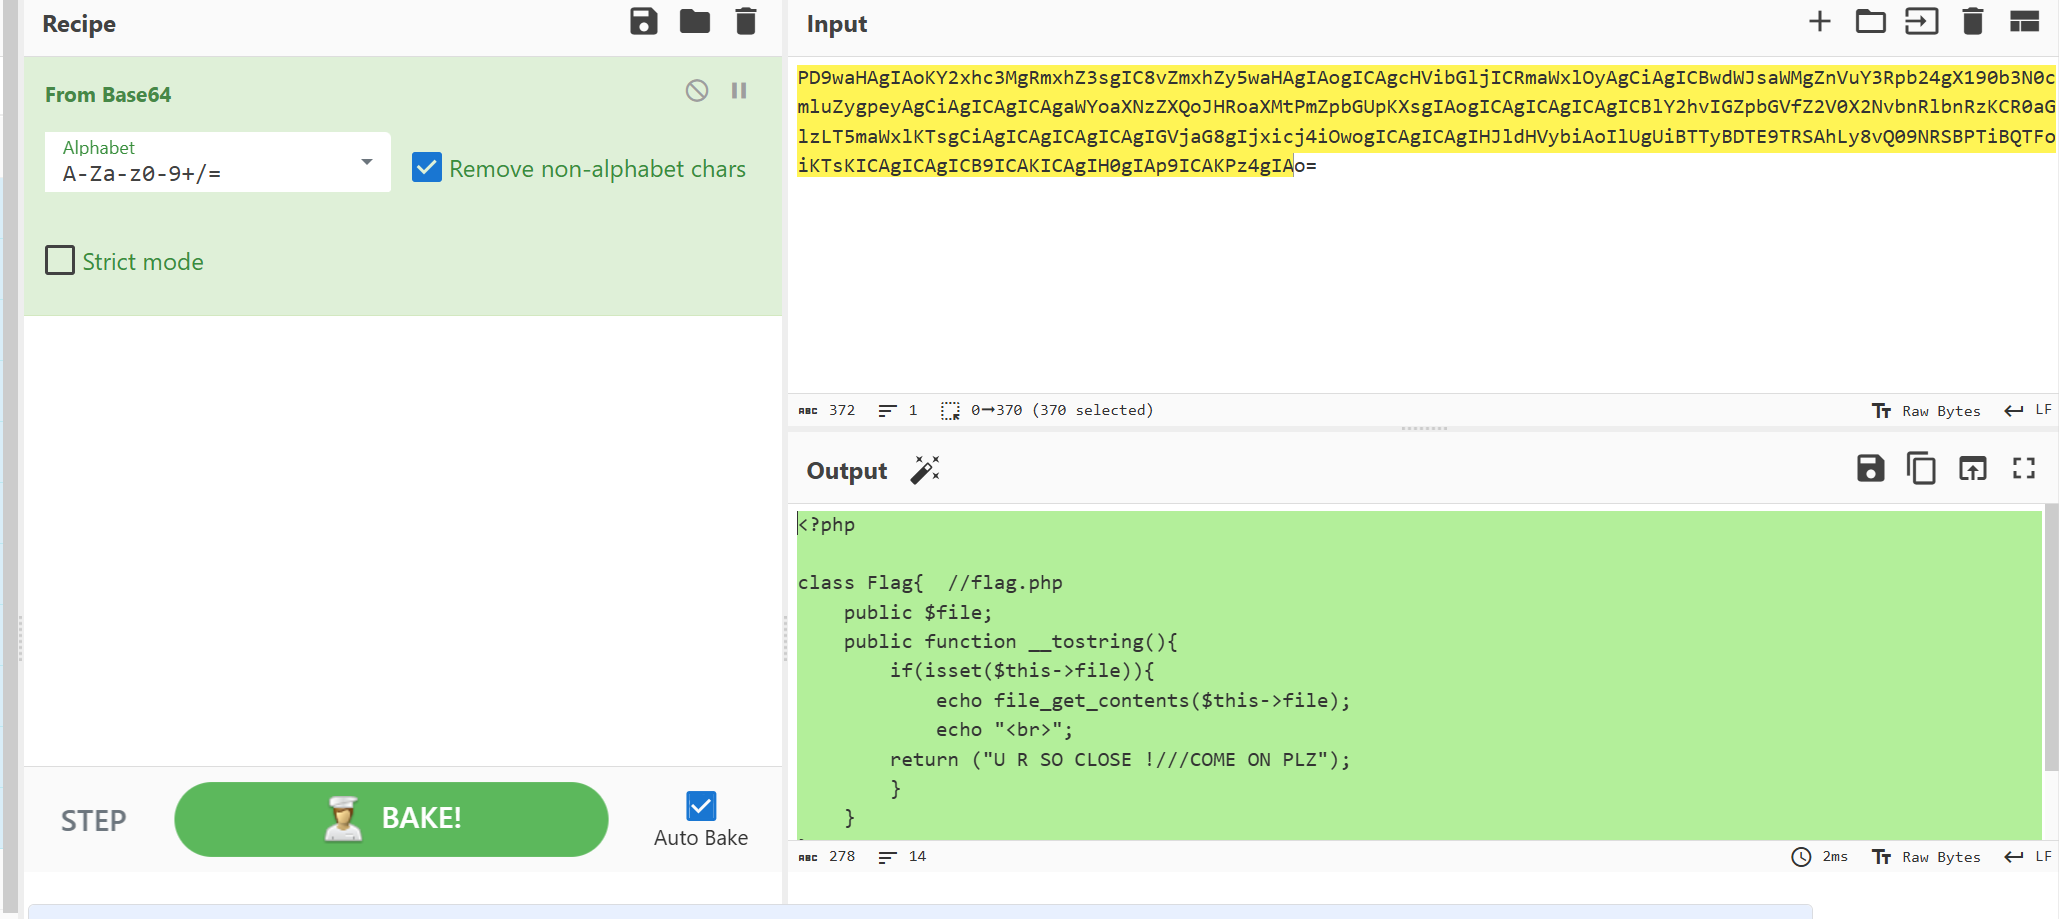 Recipe
From Base64
Alphabet
A-Za-z0-9+/=
Remove non-alphabet chars
Strict mode
STEP
BAKE!
Auto Bake
Input
PD9waHAgIAoKY2xhc3MgRmxhZ3sgIC8vZmxhZy5waHAgIAogICAgcHVibGljICRmaWxlOyAgCiAgICBwdWJsaWMgZnVuY3Rpb24gX190b3N0c
mluZygpeyAgCiAgICAgICAgaWYoaXNzZXQoJHRoaXMtPmZpbGUpKXsgIAogICAgICAgICAgICBlY2hvIGZpbGVfZ2V0X2NvbnRlbnRzKCR0aG
lzLT5maWxlKTsgCiAgICAgICAgICAgIGVjaG8gIjxicj4iOwogICAgICAgIHJldHVybiAoIlUgUiBTTyBDTE9TRSAhLy8vQ09NRSBPTiBQTFo
iKTsKICAgICAgICB9ICAKICAgIH0gIAp9ICAKPz4gIAo=
372 1 0→370 (370 selected)
Raw Bytes LF
Output
<?php
class Flag{  //flag.php
    public $file;
    public function __tostring(){
        if(isset($this->file)){
            echo file_get_contents($this->file);
            echo "<br>";
        return ("U R SO CLOSE !///COME ON PLZ");
        }
    }
278 14
2ms Raw Bytes LF